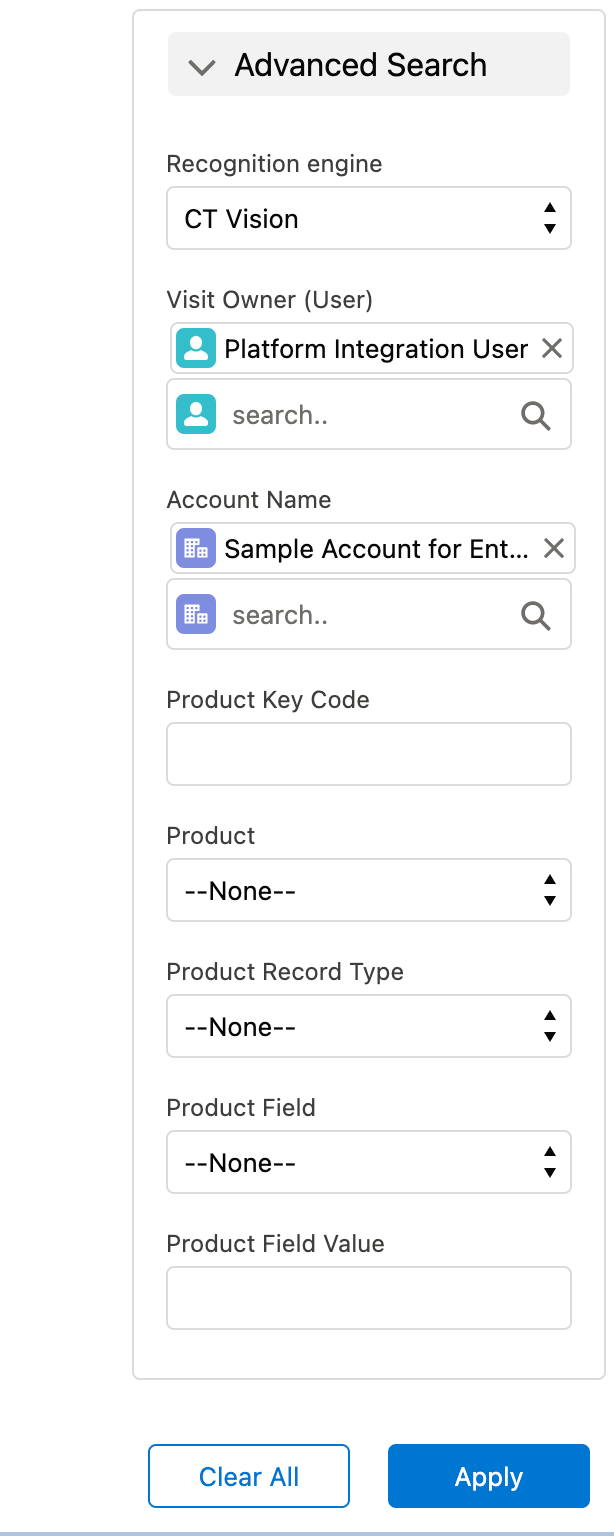 Advanced Search
Recognition engine
CT Vision
Visit Owner (User)
Platform Integration User
search..
Account Name
Sample Account for Ent...
search..
Product Key Code
Product
--None--
Product Record Type
--None--
Product Field
--None--
Product Field Value
Clear All
Apply